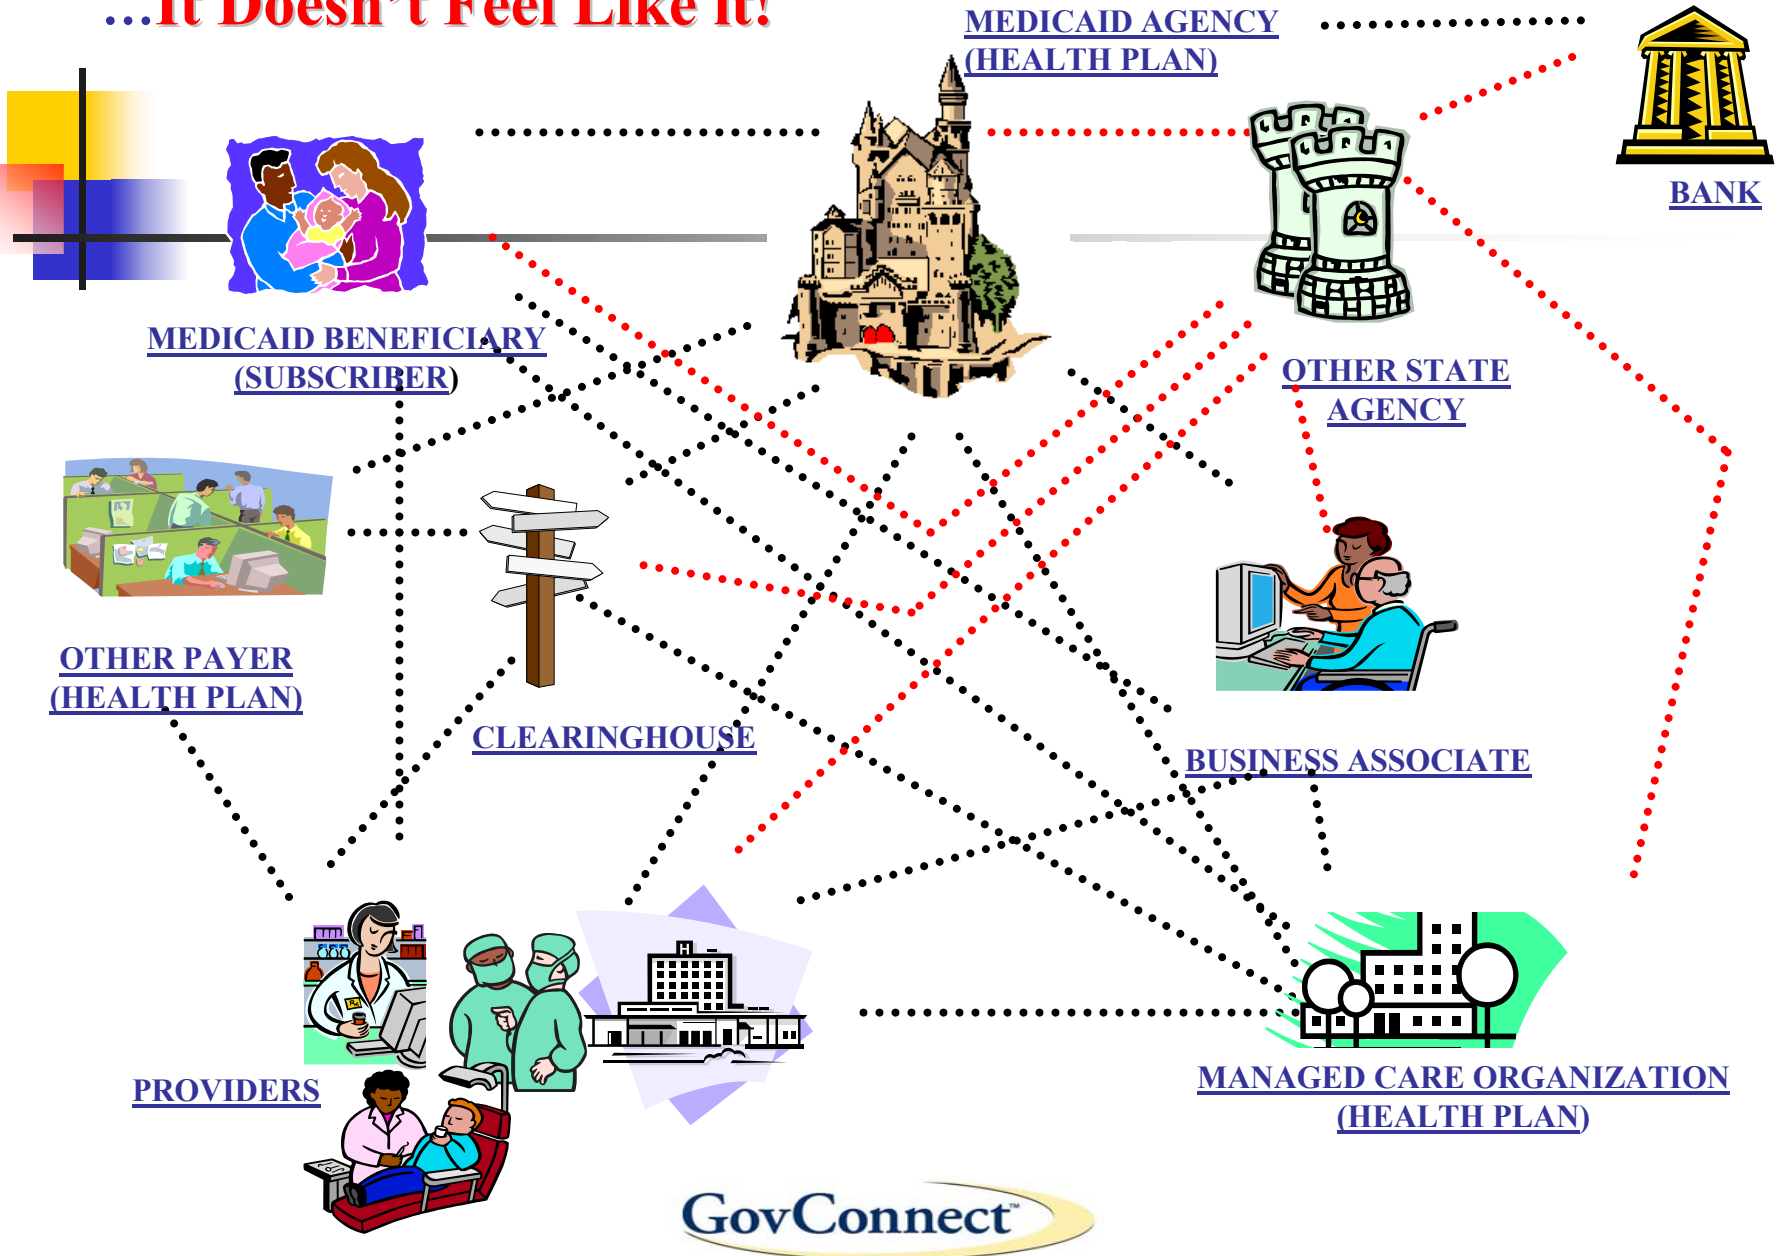 ...It Doesn't Feel Like it!
MEDICAID AGENCY
(HEALTH PLAN)
BANK
MEDICAID BENEFICIARY
(SUBSCRIBER)
OTHER STATE
AGENCY
OTHER PAYER
(HEALTH PLAN)
CLEARINGHOUSE
BUSINESS ASSOCIATE
H
PROVIDERS
MANAGED CARE ORGANIZATION
(HEALTH PLAN)
GovConnect™